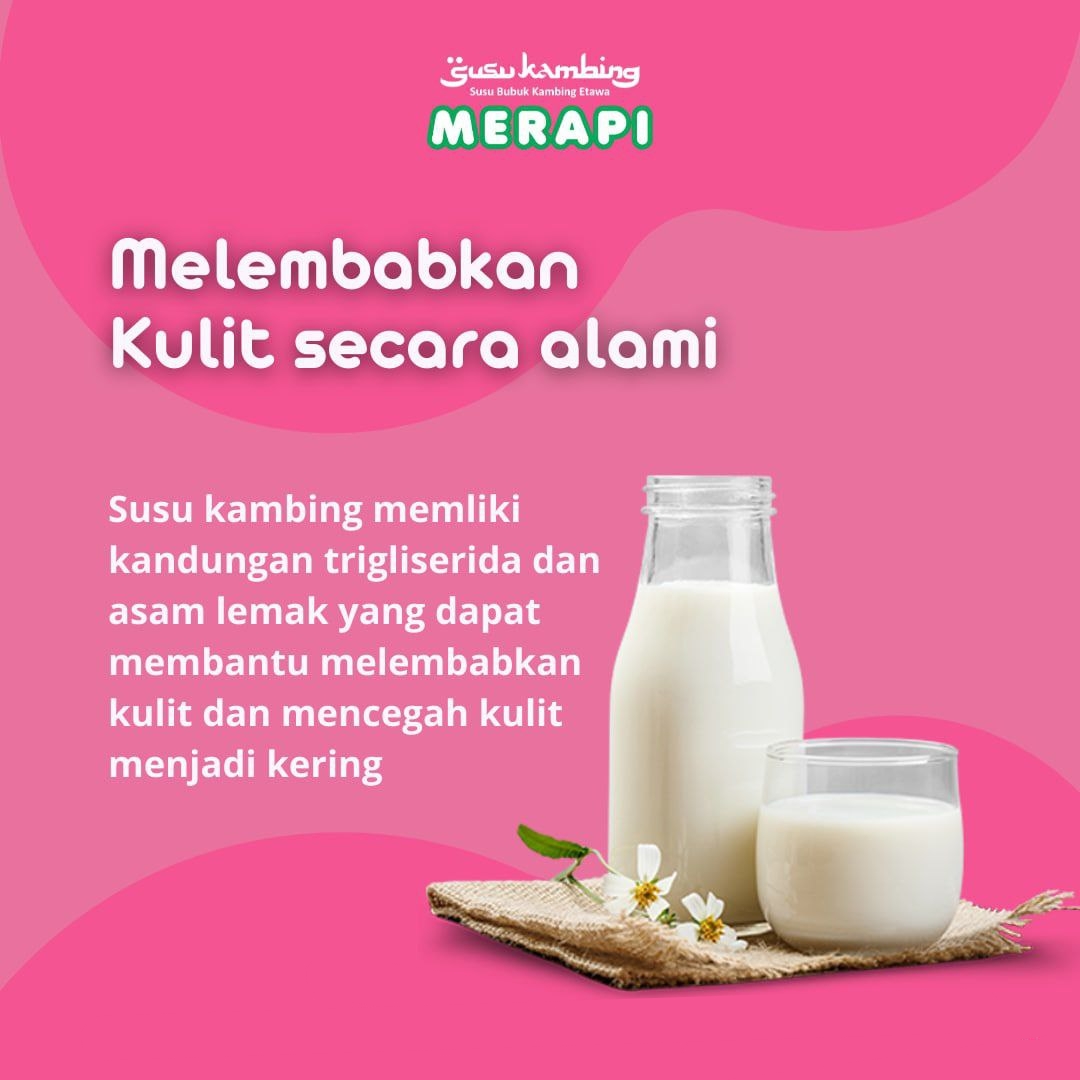 susu kambing
Susu Bubuk Kambing Etawa
MERAPI
Melembabkan
Kulit secara alami
Susu kambing memliki
kandungan trigliserida dan
asam lemak yang dapat
membantu melembabkan
kulit dan mencegah kulit
menjadi kering